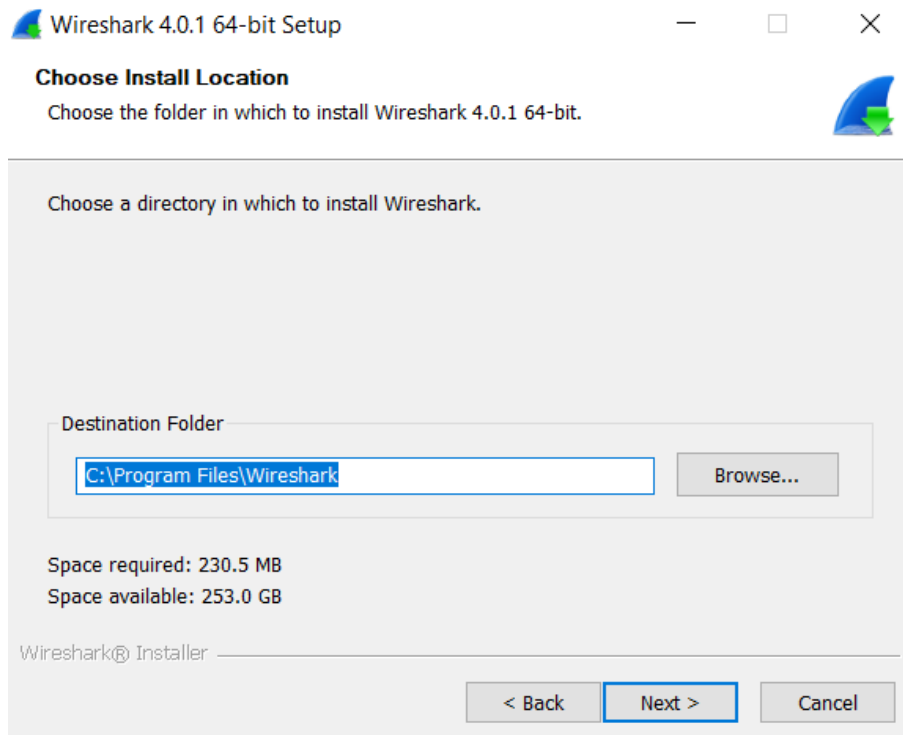 Wireshark 4.0.1 64-bit Setup
Choose Install Location
Choose the folder in which to install Wireshark 4.0.1 64-bit.
Choose a directory in which to install Wireshark.
Destination Folder
C:\Program Files\Wireshark
Browse...
Space required: 230.5 MB
Space available: 253.0 GB
Wireshark® Installer
< Back
Next >
Cancel